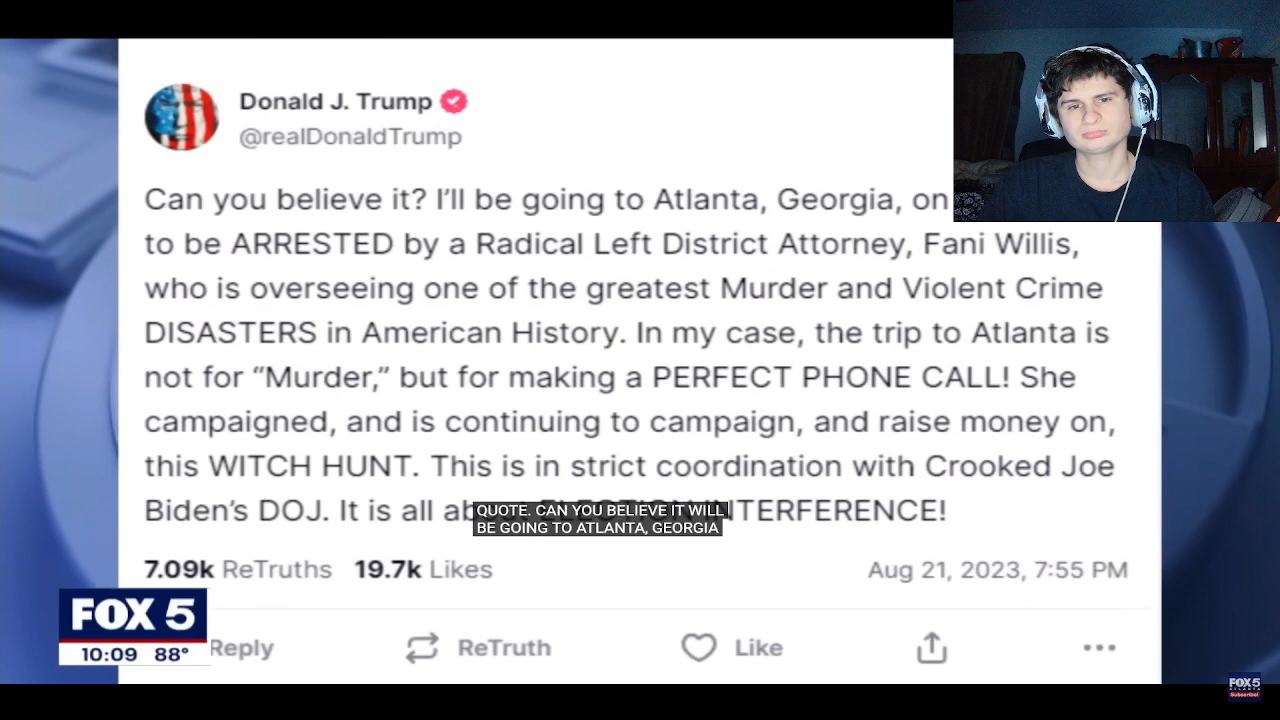 Donald J. Trump
@realDonaldTrump
Can you believe it? I'll be going to Atlanta, Georgia, on
to be ARRESTED by a Radical Left District Attorney, Fani Willis,
who is overseeing one of the greatest Murder and Violent Crime
DISASTERS in American History. In my case, the trip to Atlanta is
not for “Murder,” but for making a PERFECT PHONE CALL! She
campaigned, and is continuing to campaign, and raise money on,
this WITCH HUNT. This is in strict coordination with Crooked Joe
Biden's DOJ. It is all about ELECTION INTERFERENCE!
QUOTE. CAN YOU BELIEVE IT WILL
BE GOING TO ATLANTA, GEORGIA
7.09k ReTruths 19.7k Likes
Aug 21, 2023, 7:55 PM
FOX 5
10:09 88°
Reply
ReTruth
Like
FOX 5
ATLANTA
Subscribe!